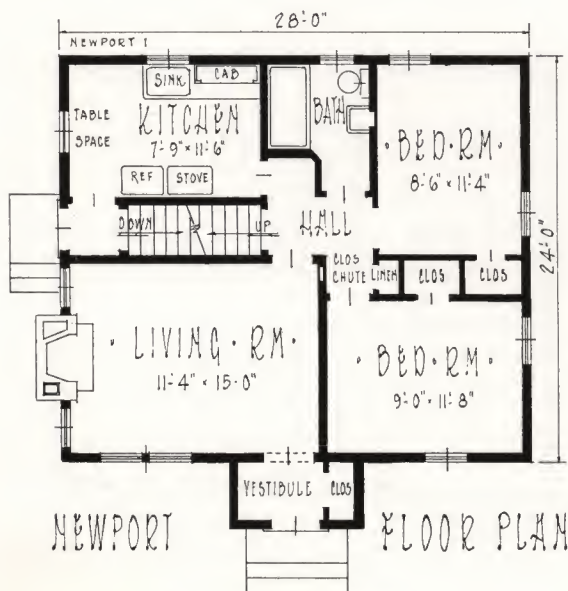 28'-0"
NEWPORT 1
SINK
CAB
TABLE
SPACE
KITCHEN
7'-9" × 11'-6"
REF
STOVE
BATH
BED·RM·
8'-6" × 11'-4"
24'-0"
DOWN
UP
HALL
CLOS
CHUTE
LINEN
CLOS
CLOS
·LIVING·RM·
11'-4" × 15'-0"
·BED·RM·
9'-0" × 11'-8"
VESTIBULE
CLOS
NEWPORT
FLOOR PLAN